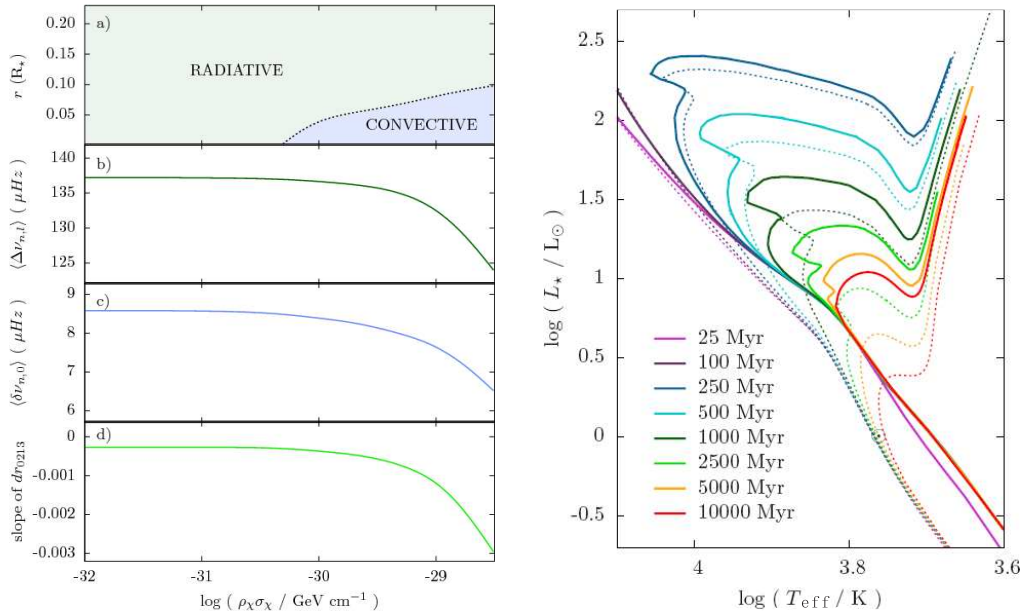 a)
0.20
0.15
0.10
0.05
r (R⋆)
RADIATIVE
CONVECTIVE
b)
140
135
130
125
⟨Δν_{n,l}⟩ ( μHz )
c)
9
8
7
6
⟨δν_{n,0}⟩ ( μHz )
d)
0
-0.001
-0.002
-0.003
slope of dr_{0213}
-32
-31
-30
-29
log ( ρ_χσ_χ / GeV cm⁻¹ )
2.5
2
1.5
1
0.5
0
-0.5
log ( L⋆ / L⊙ )
25 Myr
100 Myr
250 Myr
500 Myr
1000 Myr
2500 Myr
5000 Myr
10000 Myr
4
3.8
3.6
log ( T_eff / K )